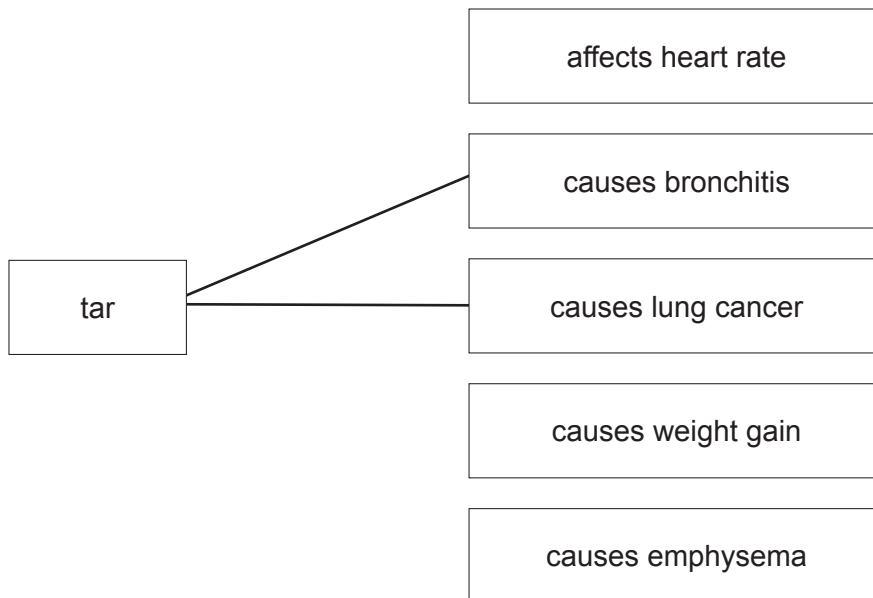 affects heart rate
causes bronchitis
tar
causes lung cancer
causes weight gain
causes emphysema